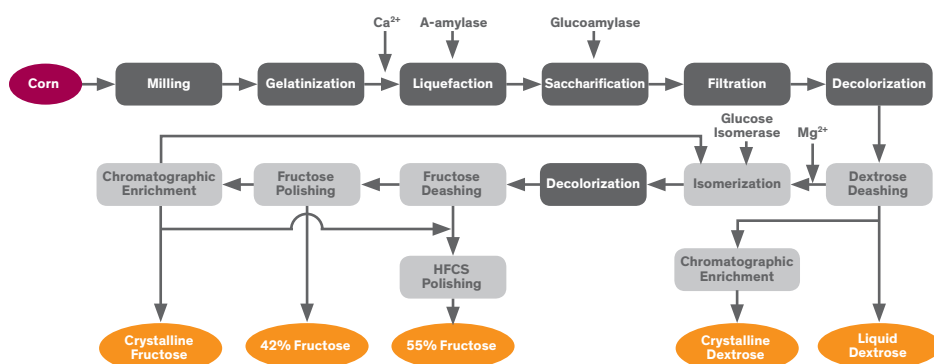 Ca²⁺
A-amylase
Glucoamylase
Corn
Milling
Gelatinization
Liquefaction
Saccharification
Filtration
Decolorization
Glucose
Isomerase
Mg²⁺
Chromatographic
Enrichment
Fructose
Polishing
Fructose
Deashing
Decolorization
Isomerization
Dextrose
Deashing
HFCS
Polishing
Chromatographic
Enrichment
Crystalline
Fructose
42% Fructose
55% Fructose
Crystalline
Dextrose
Liquid
Dextrose